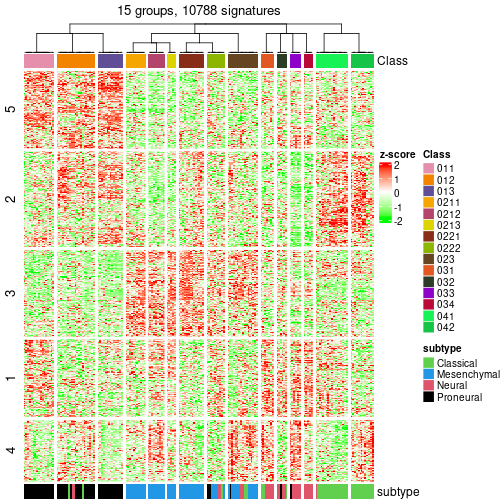 15 groups, 10788 signatures
Class
5
2
3
1
4
subtype
z-score
2
1
0
-1
-2
Class
011
012
013
0211
0212
0213
0221
0222
023
031
032
033
034
041
042
subtype
Classical
Mesenchymal
Neural
Proneural